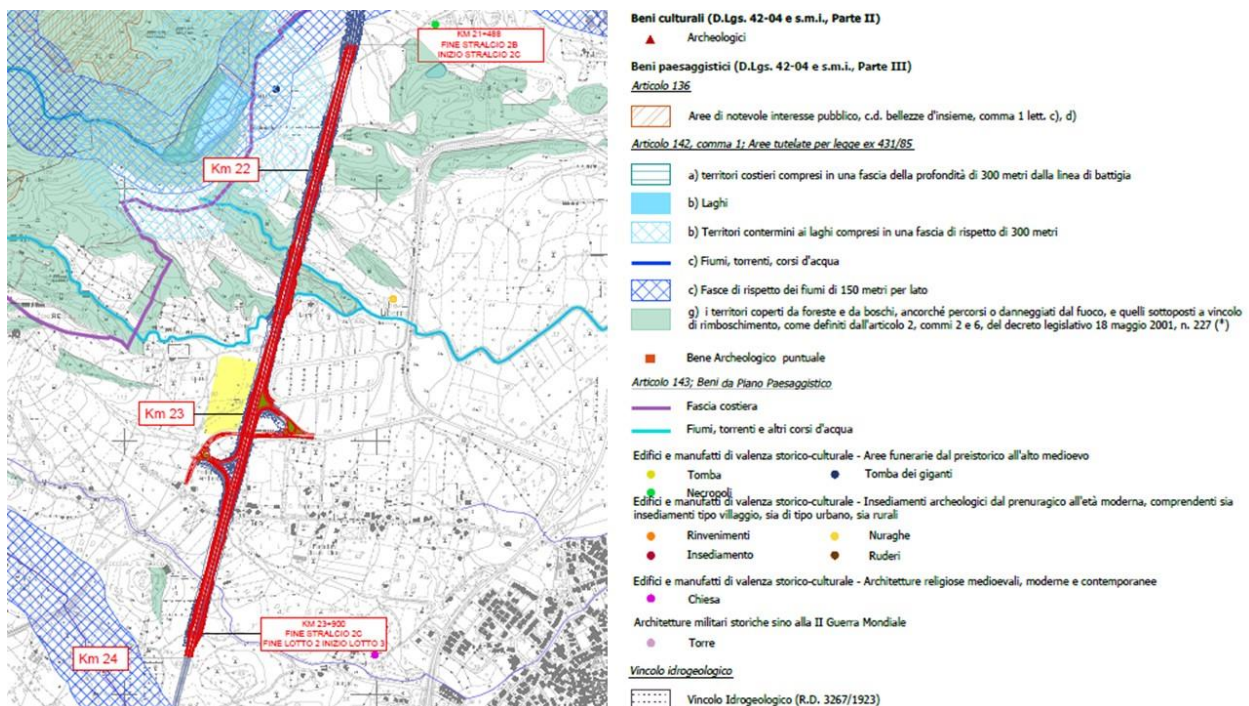 KM 21+488
FINE STRALCIO 2B
INIZIO STRALCIO 2C
Km 22
Km 23
KM 23+900
FINE STRALCIO 2C
FINE LOTTO 2 INIZIO LOTTO 3
Km 24
Beni culturali (D.Lgs. 42-04 e s.m.i., Parte II)
Archeologici
Beni paesaggistici (D.Lgs. 42-04 e s.m.i., Parte III)
Articolo 136
Aree di notevole interesse pubblico, c.d. bellezze d'insieme, comma 1 lett. c), d)
Articolo 142, comma 1; Aree tutelate per legge ex 431/85
a) territori costieri compresi in una fascia della profondità di 300 metri dalla linea di battigia
b) Laghi
b) Territori contermini ai laghi compresi in una fascia di rispetto di 300 metri
c) Fiumi, torrenti, corsi d'acqua
c) Fasce di rispetto dei fiumi di 150 metri per lato
g) i territori coperti da foreste e da boschi, ancorché percorsi o danneggiati dal fuoco, e quelli sottoposti a vincolo
di rimboschimento, come definiti dall'articolo 2, commi 2 e 6, del decreto legislativo 18 maggio 2001, n. 227 (*)
Bene Archeologico puntuale
Articolo 143; Beni da Piano Paesaggistico
Fascia costiera
Fiumi, torrenti e altri corsi d'acqua
Edifici e manufatti di valenza storico-culturale - Aree funerarie dal preistorico all'alto medioevo
Tomba
Tomba dei giganti
Necropoli
Edifici e manufatti di valenza storico-culturale - Insediamenti archeologici dal prenuragico all'età moderna, comprendenti sia
insediamenti tipo villaggio, sia di tipo urbano, sia rurali
Rinvenimenti
Nuraghe
Insediamento
Ruderi
Edifici e manufatti di valenza storico-culturale - Architetture religiose medioevali, moderne e contemporanee
Chiesa
Architetture militari storiche sino alla II Guerra Mondiale
Torre
Vincolo idrogeologico
Vincolo Idrogeologico (R.D. 3267/1923)